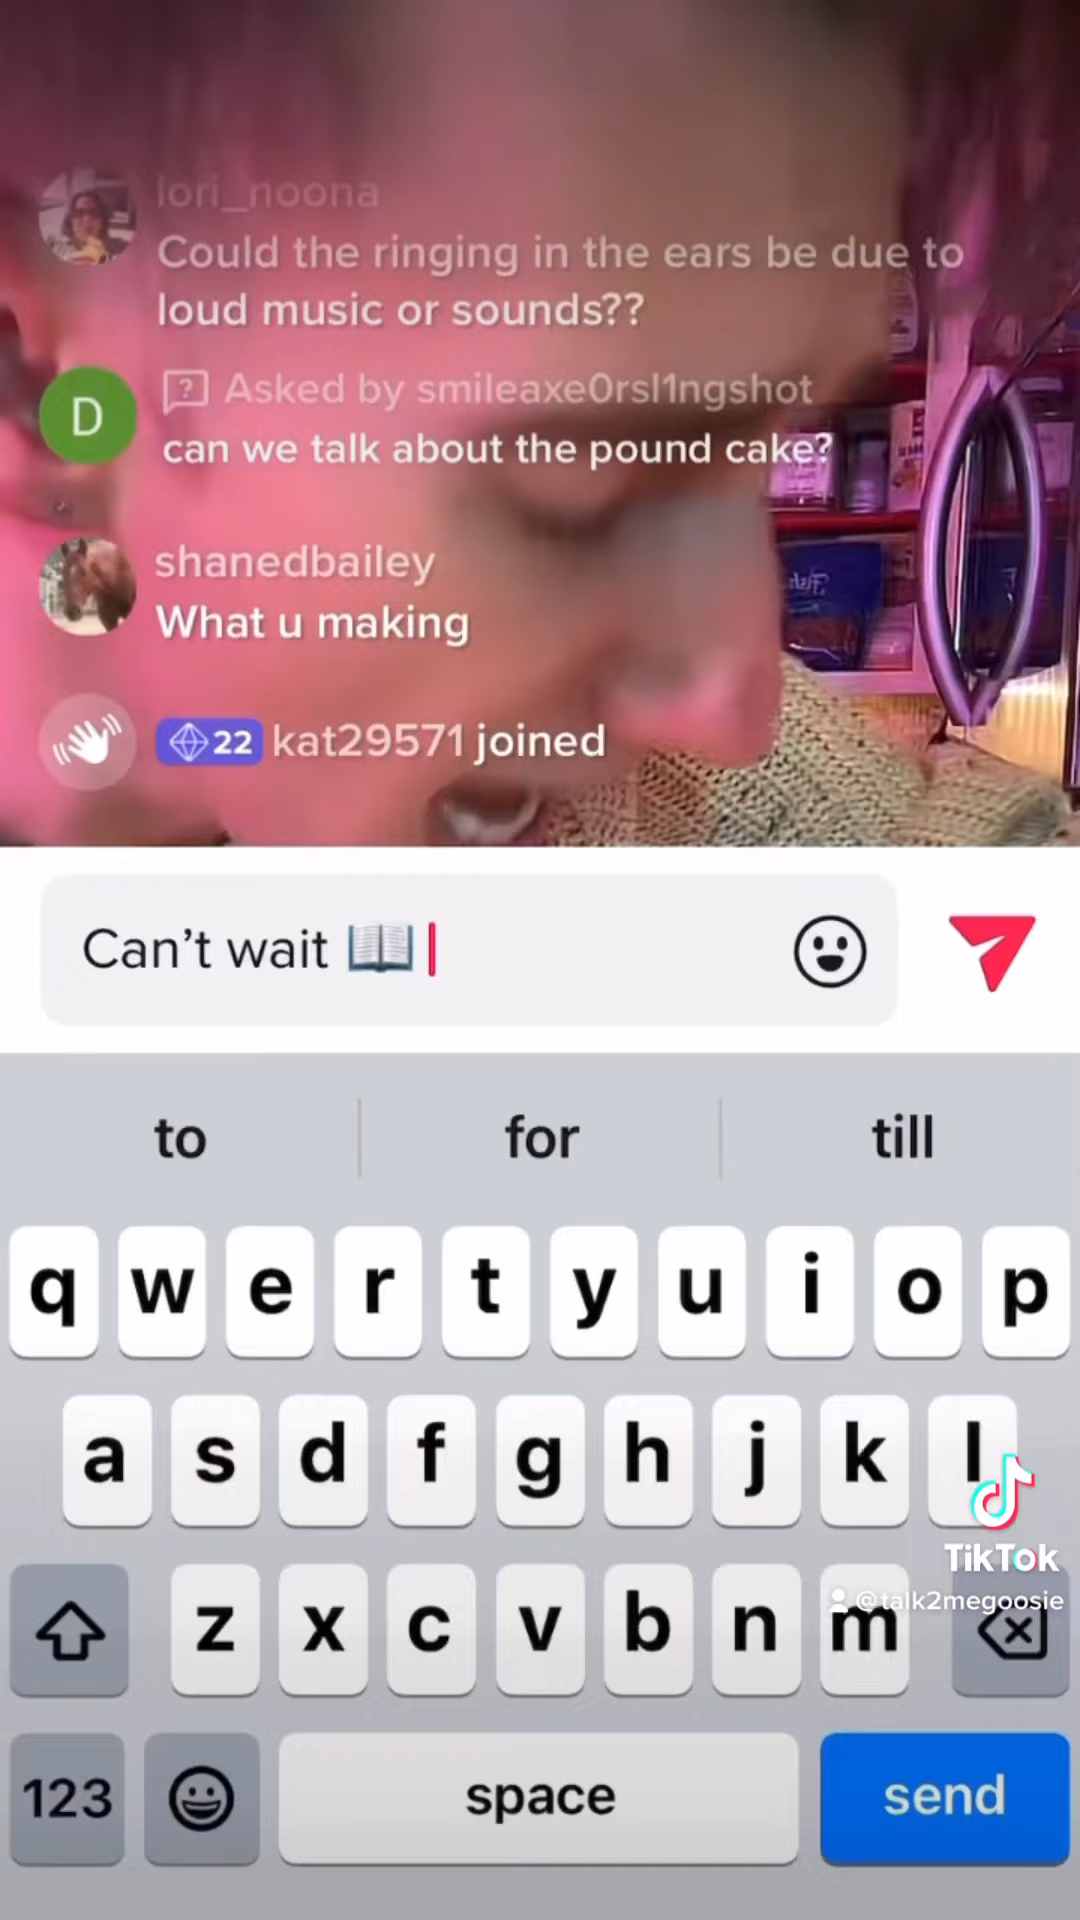 lori_noona
Could the ringing in the ears be due to
loud music or sounds??
D
Asked by smileaxe0rsl1ngshot
can we talk about the pound cake?
shanedbailey
What u making
22 kat29571 joined
Can't wait 📖
to for till
q w e r t y u i o p
a s d f g h j k l
TikTok
@talk2megoosie
z x c v b n m
123 space send